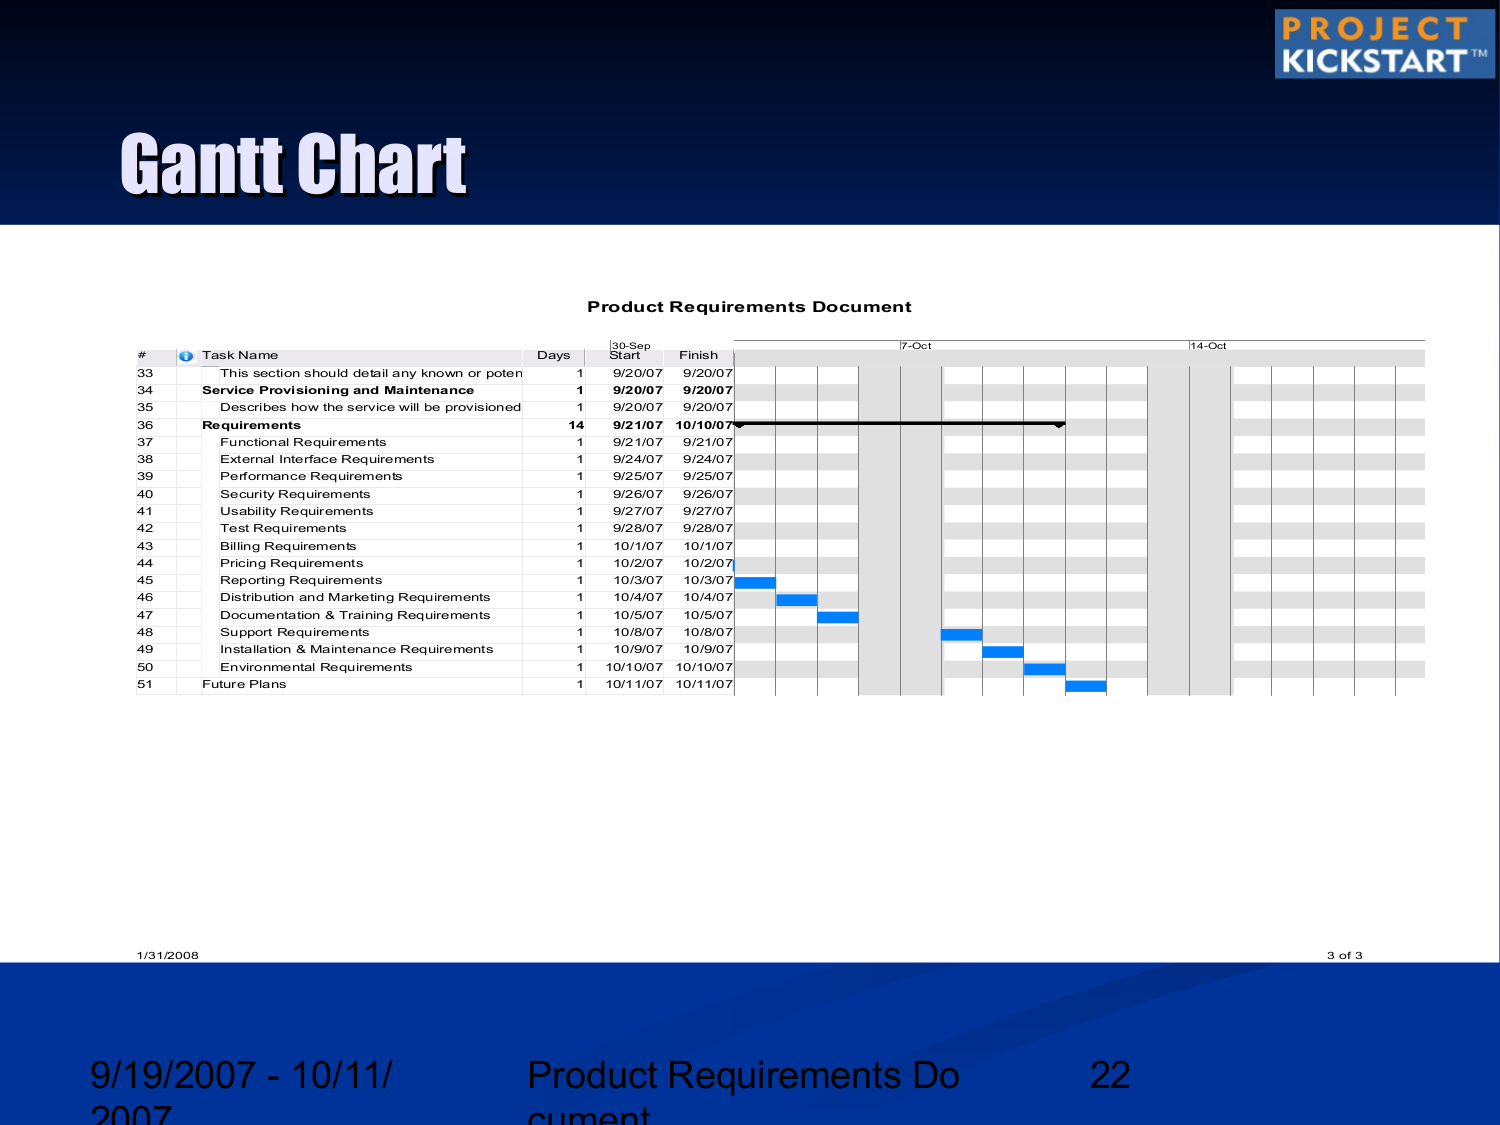 PROJECT
KICKSTART™
Gantt Chart
Product Requirements Document
30-Sep 7-Oct 14-Oct
# Task Name Days Start Finish
33 This section should detail any known or poten 1 9/20/07 9/20/07
34 Service Provisioning and Maintenance 1 9/20/07 9/20/07
35 Describes how the service will be provisioned 1 9/20/07 9/20/07
36 Requirements 14 9/21/07 10/10/07
37 Functional Requirements 1 9/21/07 9/21/07
38 External Interface Requirements 1 9/24/07 9/24/07
39 Performance Requirements 1 9/25/07 9/25/07
40 Security Requirements 1 9/26/07 9/26/07
41 Usability Requirements 1 9/27/07 9/27/07
42 Test Requirements 1 9/28/07 9/28/07
43 Billing Requirements 1 10/1/07 10/1/07
44 Pricing Requirements 1 10/2/07 10/2/07
45 Reporting Requirements 1 10/3/07 10/3/07
46 Distribution and Marketing Requirements 1 10/4/07 10/4/07
47 Documentation & Training Requirements 1 10/5/07 10/5/07
48 Support Requirements 1 10/8/07 10/8/07
49 Installation & Maintenance Requirements 1 10/9/07 10/9/07
50 Environmental Requirements 1 10/10/07 10/10/07
51 Future Plans 1 10/11/07 10/11/07
1/31/2008 3 of 3
9/19/2007 - 10/11/
2007
Product Requirements Do
cument
22